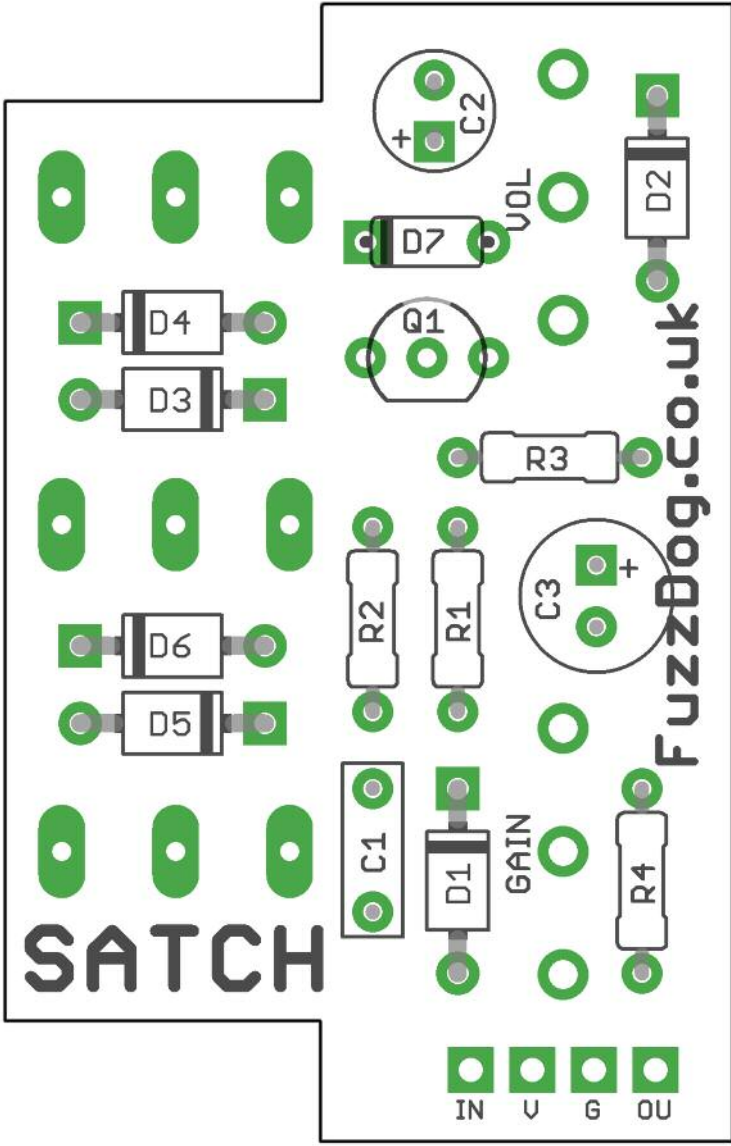 C2
+
D2
VOL
D7
D4
Q1
D3
R3
FuzzDog.co.uk
+
C3
R2
R1
D6
D5
C1
D1
GAIN
R4
SATCH
IN V G OU